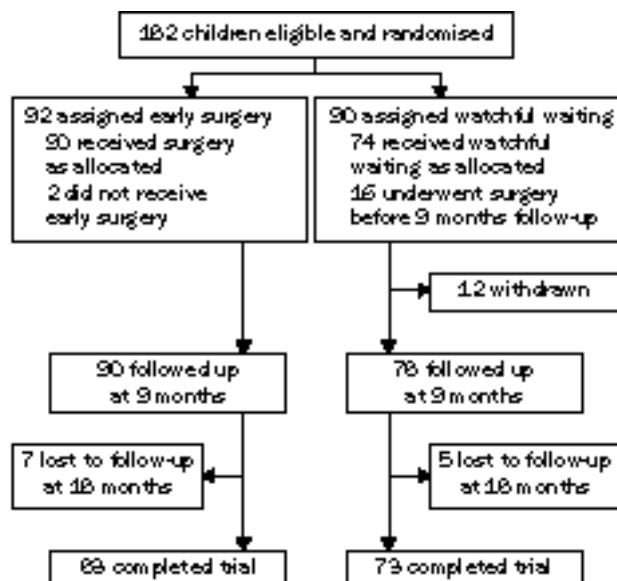 182 children eligible and randomised
92 assigned early surgery
90 received surgery
as allocated
2 did not receive
early surgery
90 assigned watchful waiting
74 received watchful
waiting as allocated
16 underwent surgery
before 9 months follow-up
12 withdrawn
90 followed up
at 9 months
78 followed up
at 9 months
7 lost to follow-up
at 18 months
5 lost to follow-up
at 18 months
83 completed trial
73 completed trial